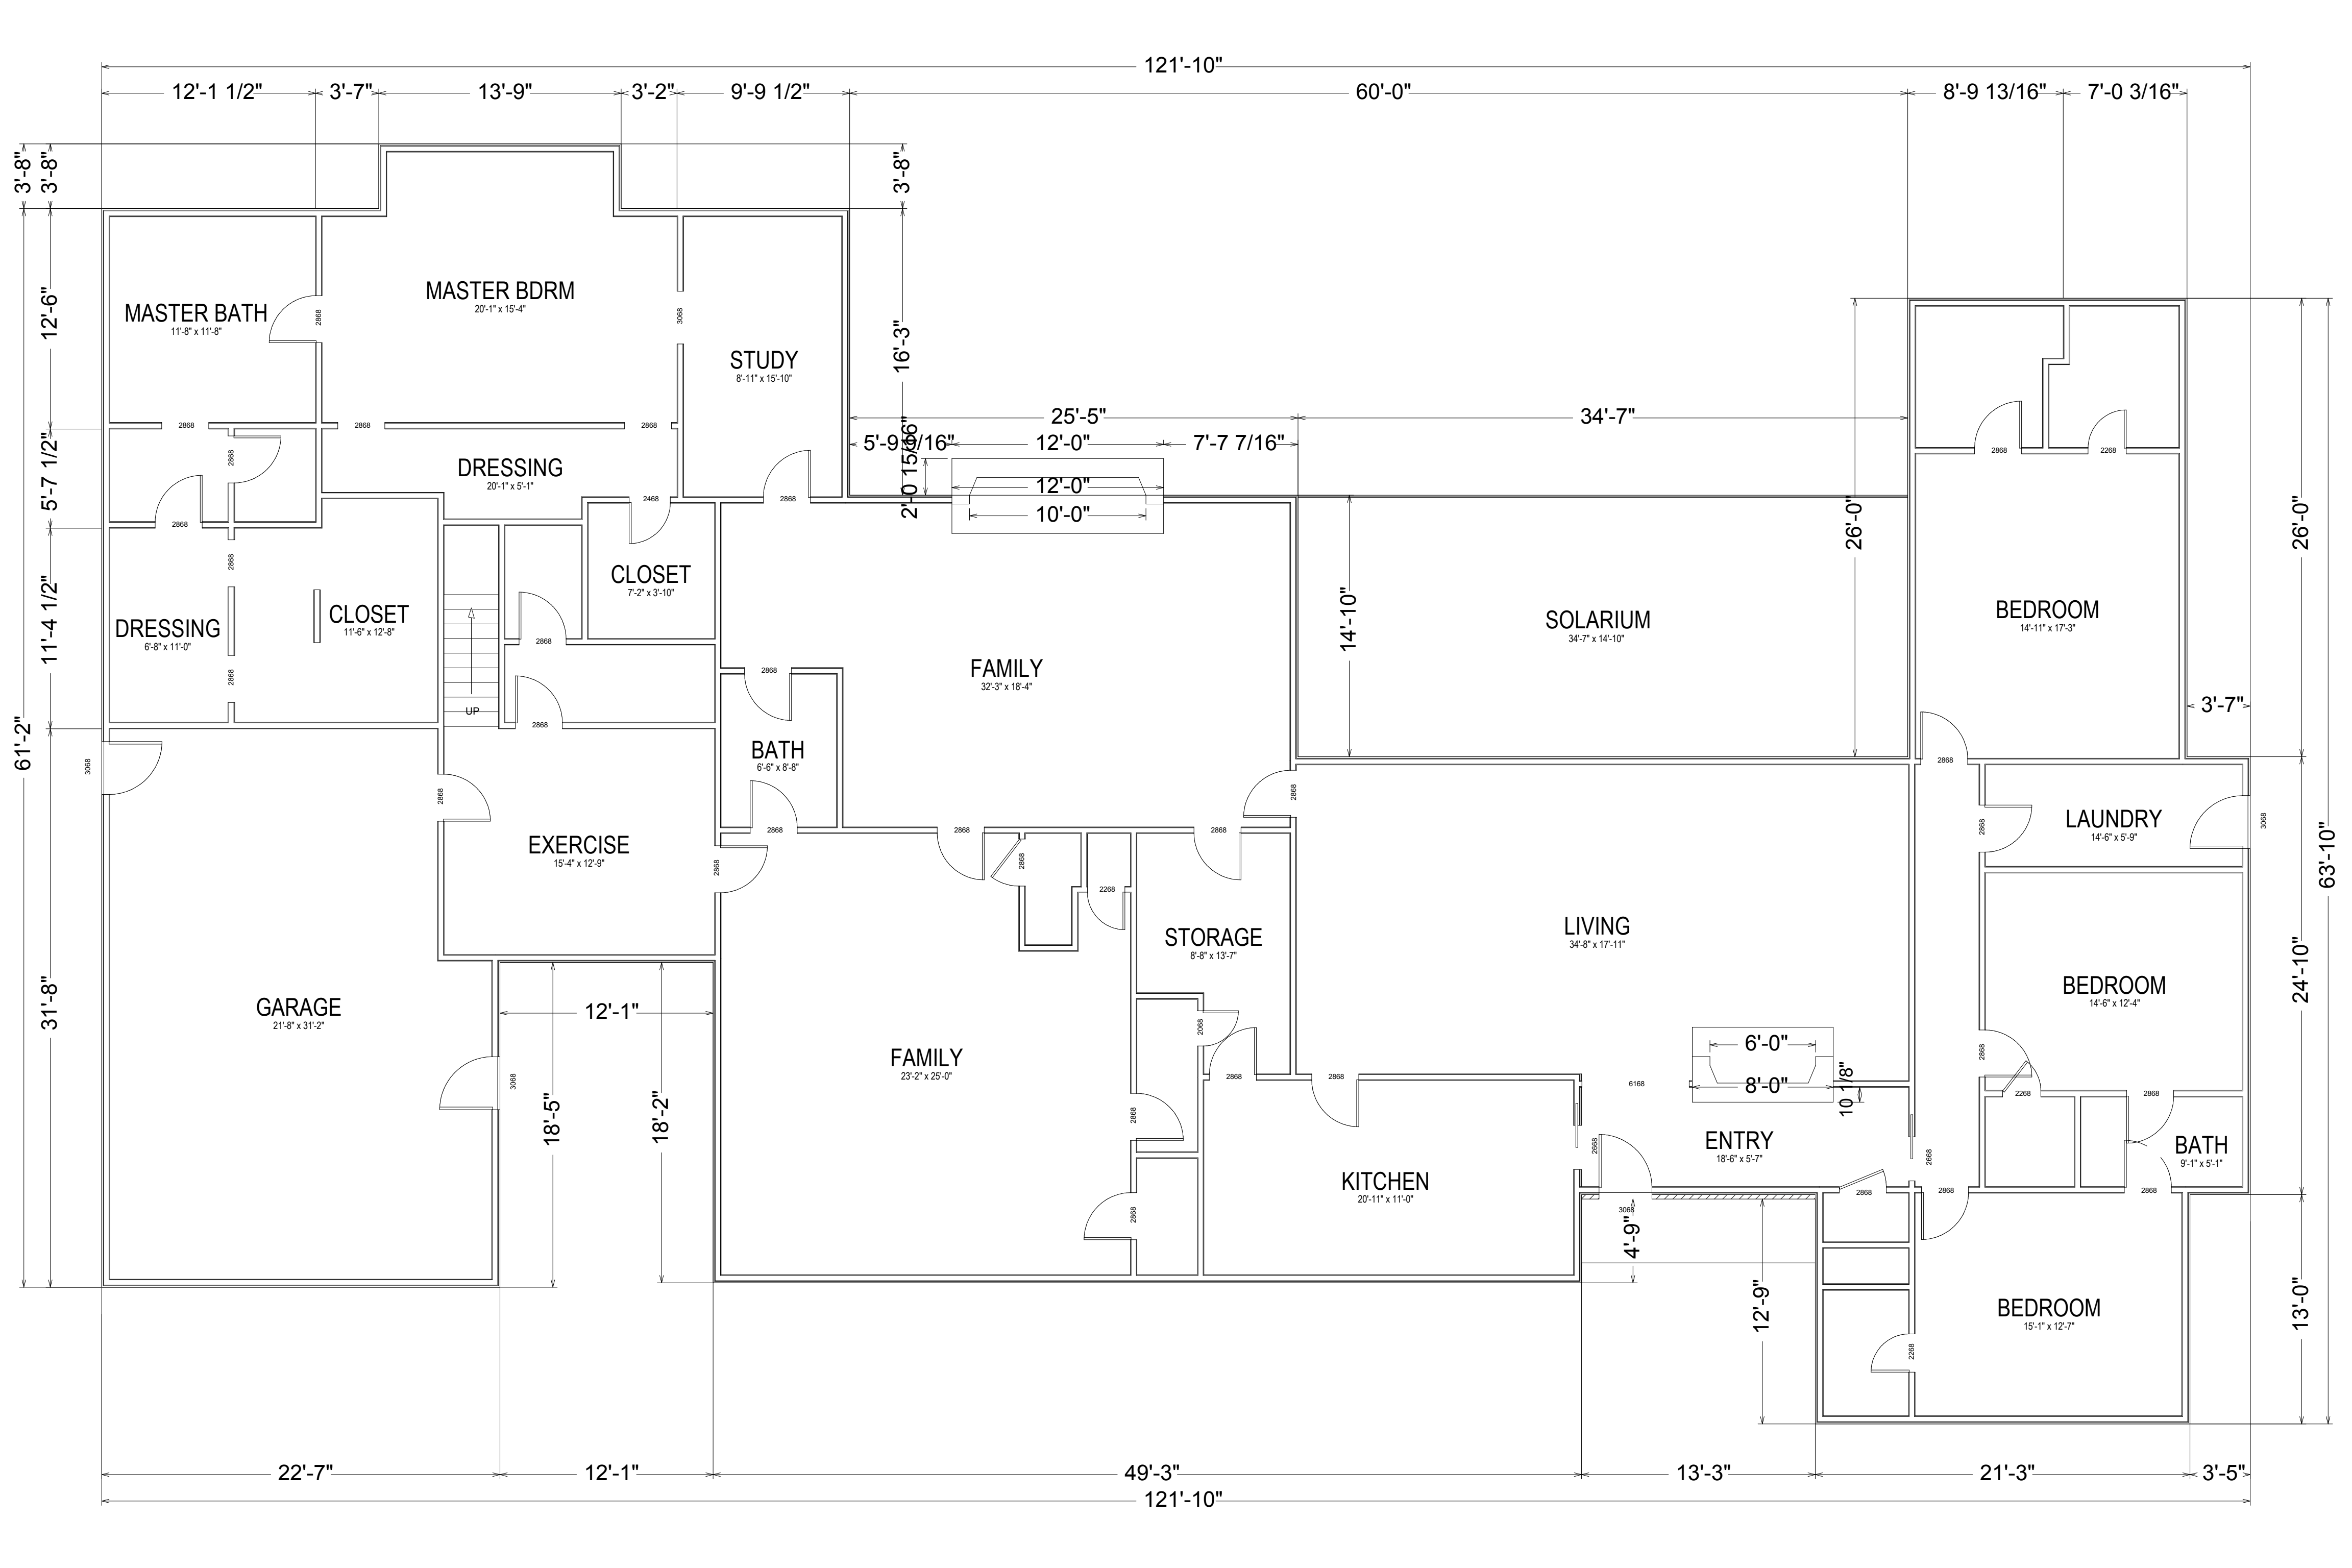 121'-10"
12'-1 1/2"
3'-7"
13'-9"
3'-2"
9'-9 1/2"
60'-0"
8'-9 13/16"
7'-0 3/16"
3'-8"
3'-8"
3'-8"
12'-6"
16'-3"
MASTER BATH
11'-8" x 11'-8"
2868
MASTER BDRM
20'-1" x 15'-4"
3068
STUDY
8'-11" x 15'-10"
25'-5"
34'-7"
5'-9 9/16"
12'-0"
7'-7 7/16"
2'-0 15/16"
12'-0"
10'-0"
2868
2868
2868
5'-7 1/2"
2868
DRESSING
20'-1" x 5'-1"
2868
2468
2868
2868
2268
26'-0"
26'-0"
2868
11'-4 1/2"
DRESSING
6'-8" x 11'-0"
2868
CLOSET
11'-6" x 12'-8"
UP
2868
2868
CLOSET
7'-2" x 3'-10"
FAMILY
32'-3" x 18'-4"
14'-10"
SOLARIUM
34'-7" x 14'-10"
BEDROOM
14'-11" x 17'-3"
3'-7"
61'-2"
63'-10"
3068
2868
2868
BATH
6'-6" x 8'-8"
2868
2868
2868
2868
2868
2868
2868
EXERCISE
15'-4" x 12'-9"
2868
2268
2868
LAUNDRY
14'-6" x 5'-9"
3068
STORAGE
8'-8" x 13'-7"
LIVING
34'-8" x 17'-11"
31'-8"
24'-10"
GARAGE
21'-8" x 31'-2"
12'-1"
BEDROOM
14'-6" x 12'-4"
2068
FAMILY
23'-2" x 25'-0"
3068
18'-5"
18'-2"
2868
2868
2868
6168
6'-0"
8'-0"
10 1/8"
2868
2268
2868
2868
2668
ENTRY
18'-6" x 5'-7"
2668
BATH
9'-1" x 5'-1"
KITCHEN
20'-11" x 11'-0"
2868
2868
2868
2868
3068
4'-9"
12'-9"
BEDROOM
15'-1" x 12'-7"
2268
13'-0"
22'-7"
12'-1"
49'-3"
13'-3"
21'-3"
3'-5"
121'-10"